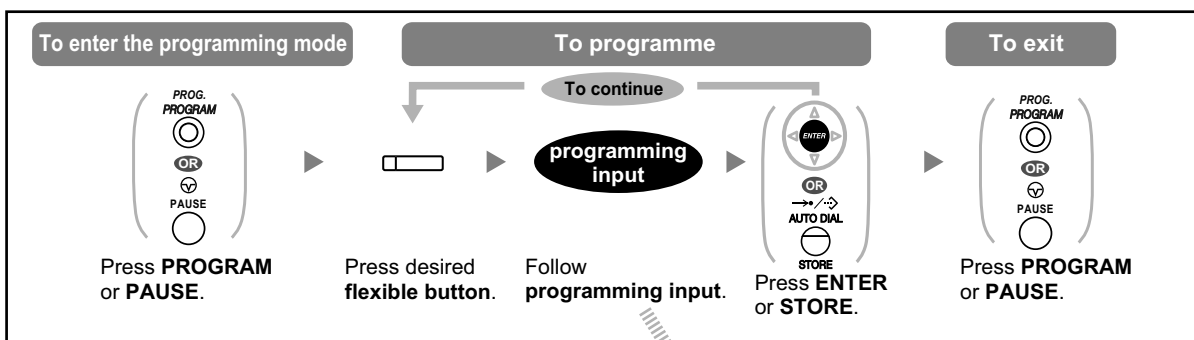 To enter the programming mode
To programme
To exit
To continue
PROG.
PROGRAM
OR
PAUSE
programming
input
ENTER
OR
AUTO DIAL
STORE
PROG.
PROGRAM
OR
PAUSE
Press PROGRAM
or PAUSE.
Press desired
flexible button.
Follow
programming input.
Press ENTER
or STORE.
Press PROGRAM
or PAUSE.